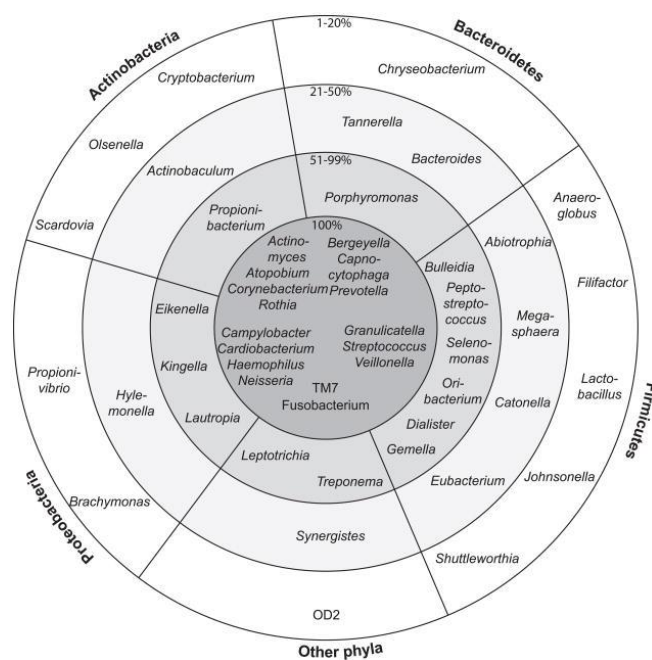 Actinobacteria
Bacteroidetes
1-20%
Cryptobacterium
Chryseobacterium
21-50%
Olsenella
Tannerella
Actinobaculum
Bacteroides
51-99%
Scardovia
Propioni-
bacterium
Porphyromonas
Anaero-
globus
100%
Actino-
myces
Atopobium
Corynebacterium
Rothia
Bergeyella
Capno-
cytophaga
Prevotella
Abiotrophia
Bulleidia
Filifactor
Pepto-
strepto-
coccus
Mega-
sphaera
Eikenella
Campylobacter
Cardiobacterium
Haemophilus
Neisseria
Granulicatella
Streptococcus
Veillonella
Seleno-
monas
Kingella
Propioni-
vibrio
Hyle-
monella
TM7
Fusobacterium
Ori-
bacterium
Lacto-
bacillus
Catonella
Firmicutes
Lautropia
Dialister
Gemella
Leptotrichia
Treponema
Eubacterium
Johnsonella
Proteobacteria
Brachymonas
Synergistes
Shuttleworthia
OD2
Other phyla